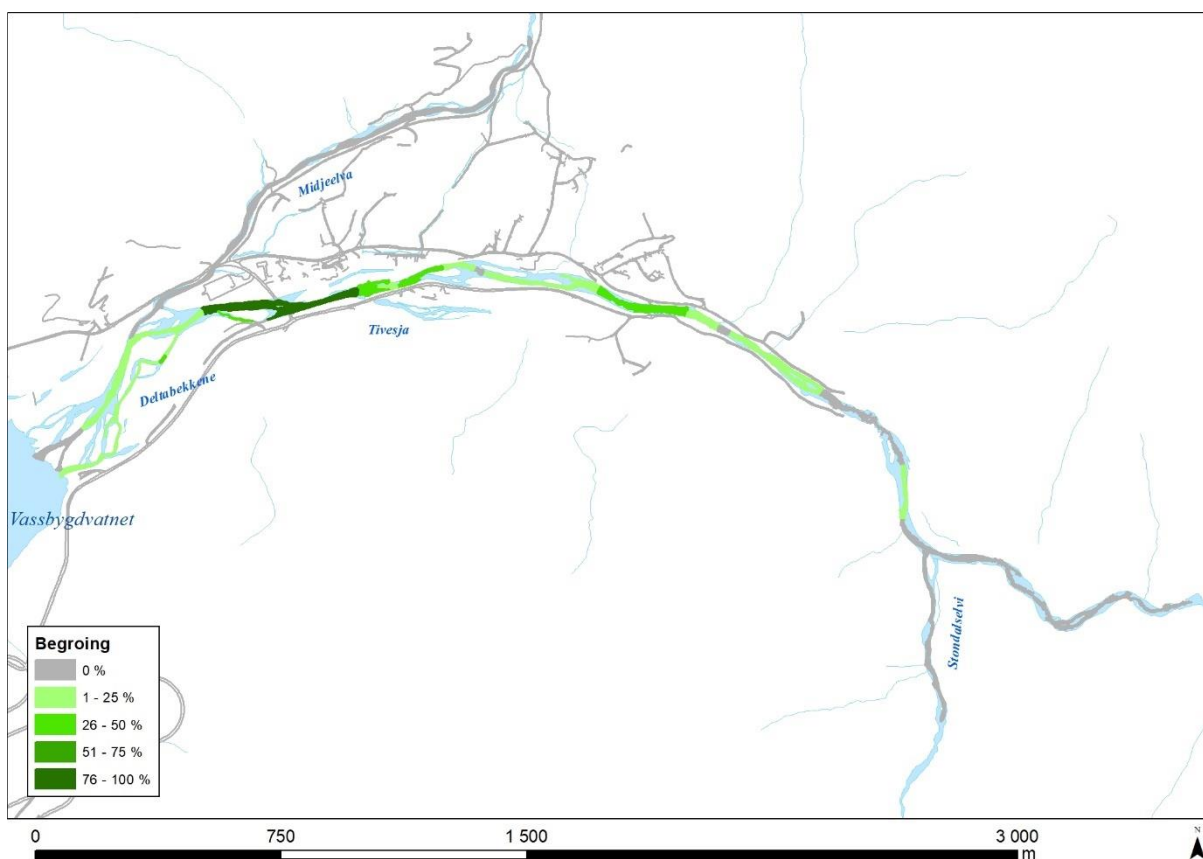 Midjeelva
Tivesja
Deltabekkene
Vassbygdvatnet
Stondalselvi
Begroing
0 %
1 - 25 %
26 - 50 %
51 - 75 %
76 - 100 %
0 750 1 500 3 000
m
N